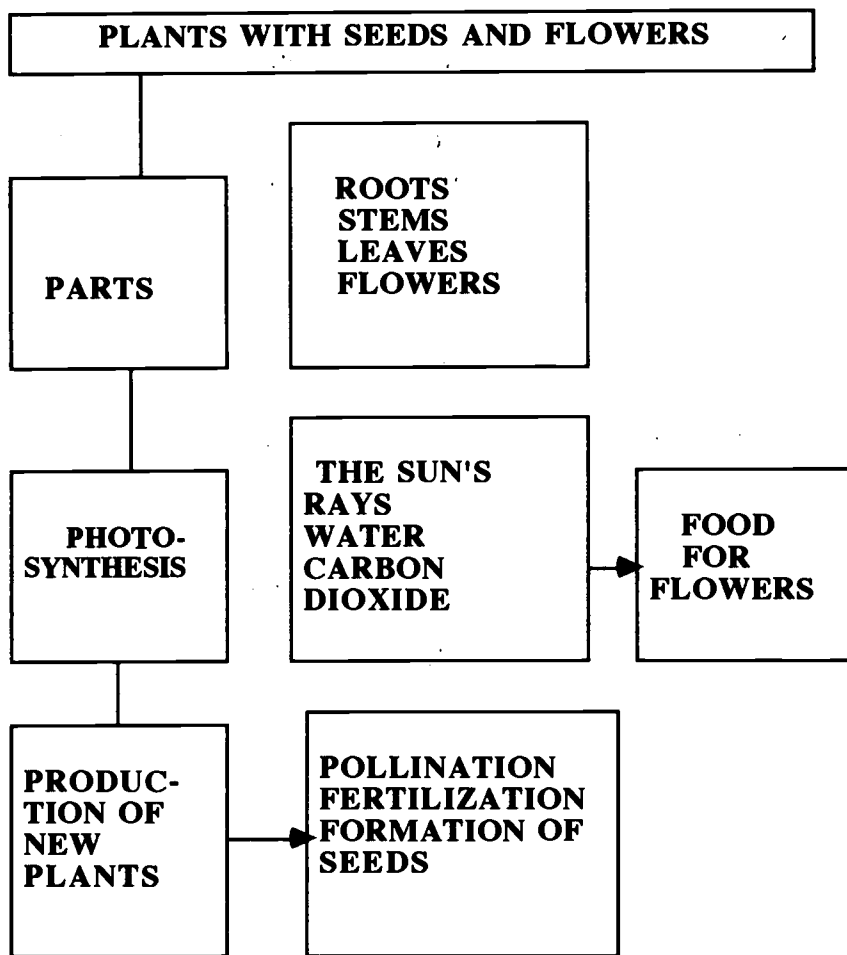 PLANTS WITH SEEDS AND FLOWERS
PARTS
ROOTS
STEMS
LEAVES
FLOWERS
PHOTO-
SYNTHESIS
THE SUN'S
RAYS
WATER
CARBON
DIOXIDE
FOOD
FOR
FLOWERS
PRODUC-
TION OF
NEW
PLANTS
POLLINATION
FERTILIZATION
FORMATION OF
SEEDS